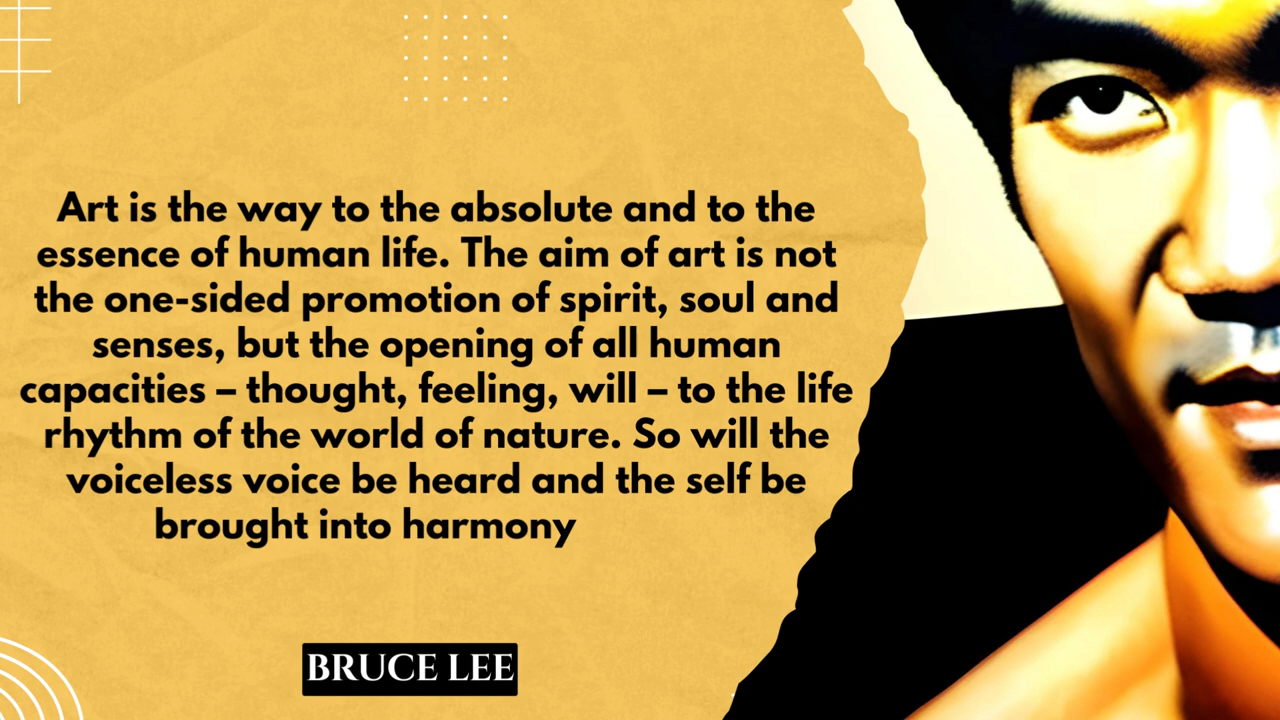 Art is the way to the absolute and to the
essence of human life. The aim of art is not
the one-sided promotion of spirit, soul and
senses, but the opening of all human
capacities – thought, feeling, will – to the life
rhythm of the world of nature. So will the
voiceless voice be heard and the self be
brought into harmony
BRUCE LEE